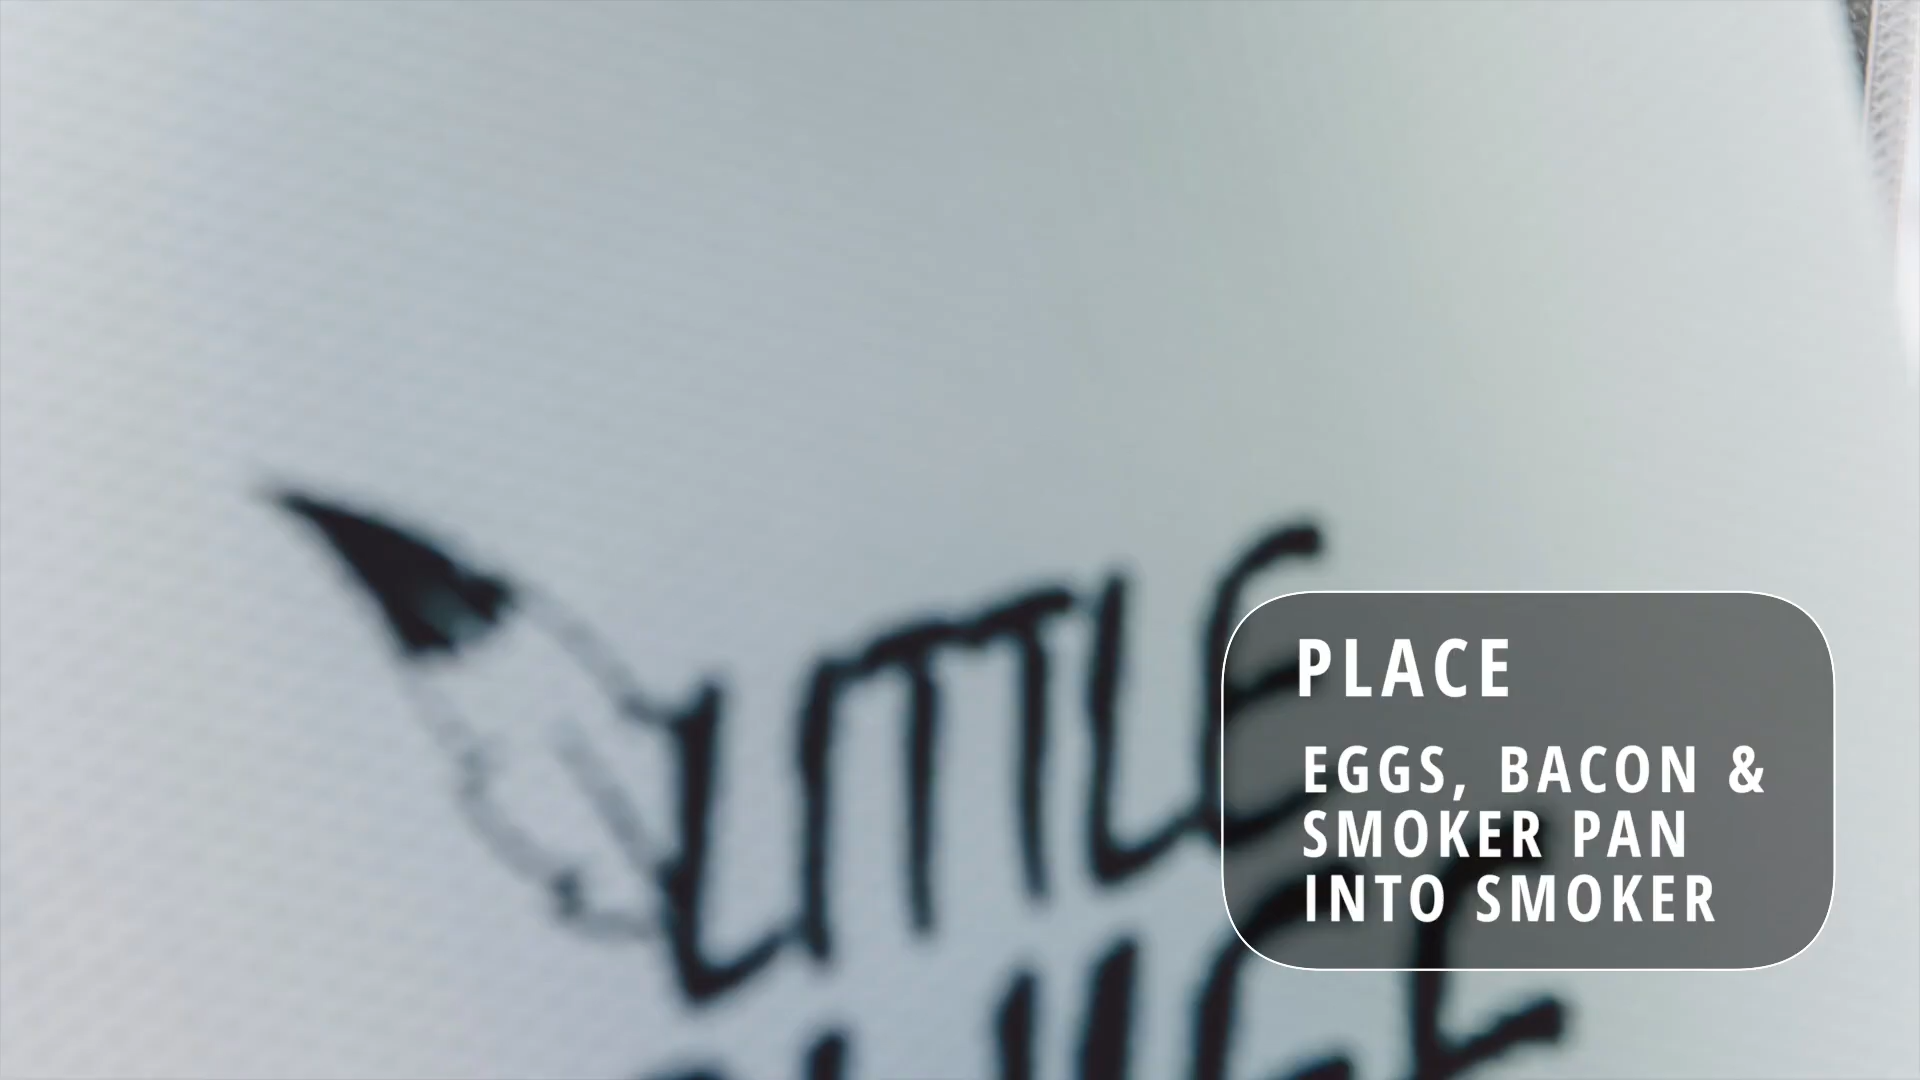 LITTLE
PLACE
EGGS, BACON &
SMOKER PAN
INTO SMOKER